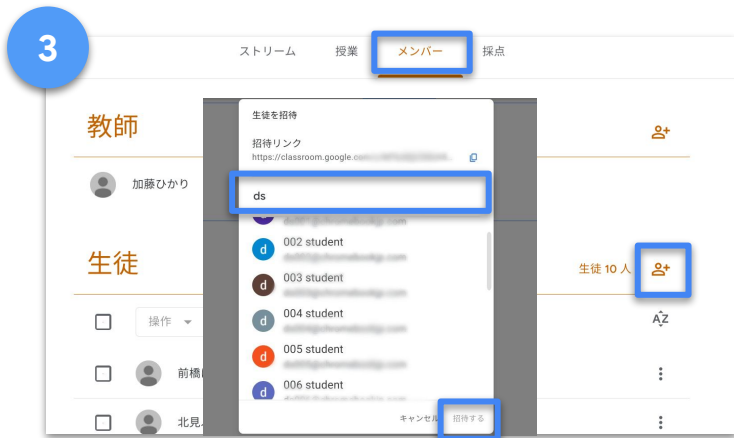 3
ストリーム 授業 メンバー 採点
教師
加藤ひかり
生徒を招待
招待リンク
https://classroom.google.co
ds
002 student
003 student
004 student
005 student
006 student
キャンセル 招待する
生徒
生徒 10 人
操作
AZ
前橋
北見